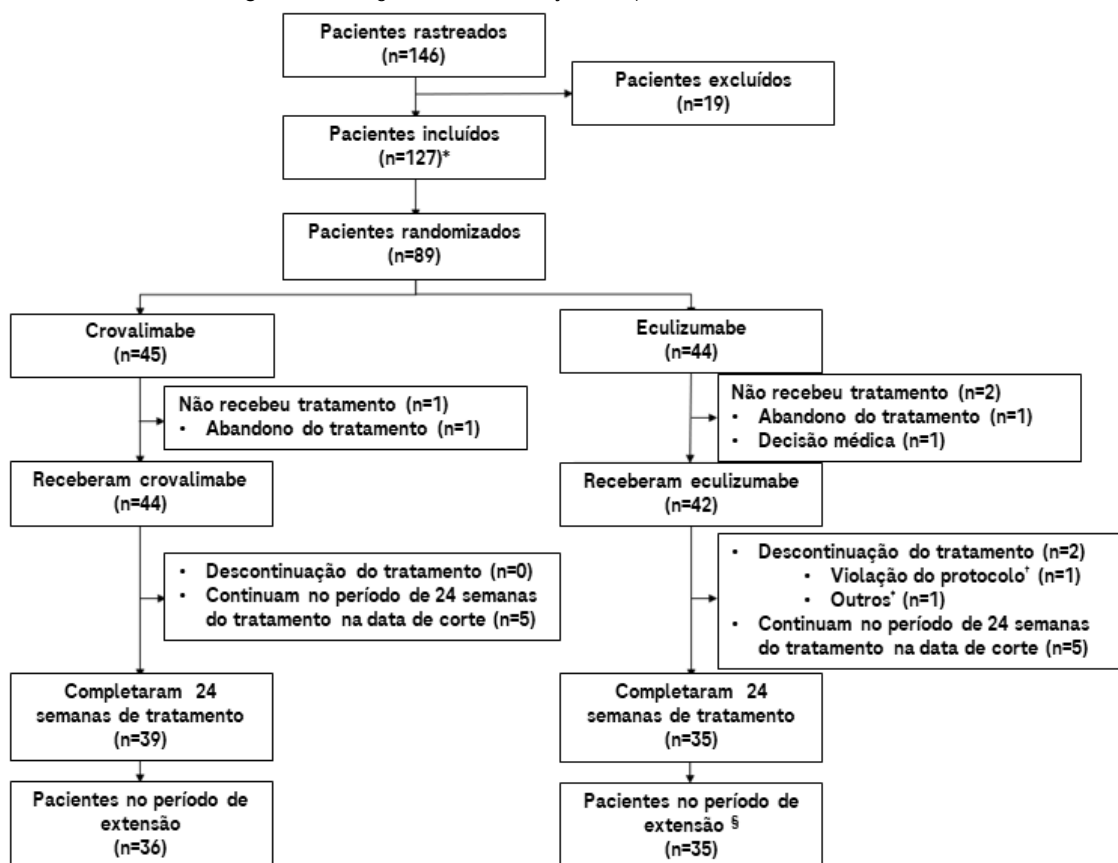 Pacientes rastreados
(n=146)
Pacientes excluídos
(n=19)
Pacientes incluídos
(n=127)*
Pacientes randomizados
(n=89)
Crovalimabe
(n=45)
Eculizumabe
(n=44)
Não recebeu tratamento (n=1)
• Abandono do tratamento (n=1)
Não recebeu tratamento (n=2)
• Abandono do tratamento (n=1)
• Decisão médica (n=1)
Receberam crovalimabe
(n=44)
Receberam eculizumabe
(n=42)
• Descontinuação do tratamento (n=0)
• Continuam no período de 24 semanas
do tratamento na data de corte (n=5)
• Descontinuação do tratamento (n=2)
• Violação do protocolo† (n=1)
• Outros* (n=1)
• Continuam no período de 24 semanas
do tratamento na data de corte (n=5)
Completaram 24
semanas de tratamento
(n=39)
Completaram 24
semanas de tratamento
(n=35)
Pacientes no período de
extensão
(n=36)
Pacientes no período de
extensão §
(n=35)